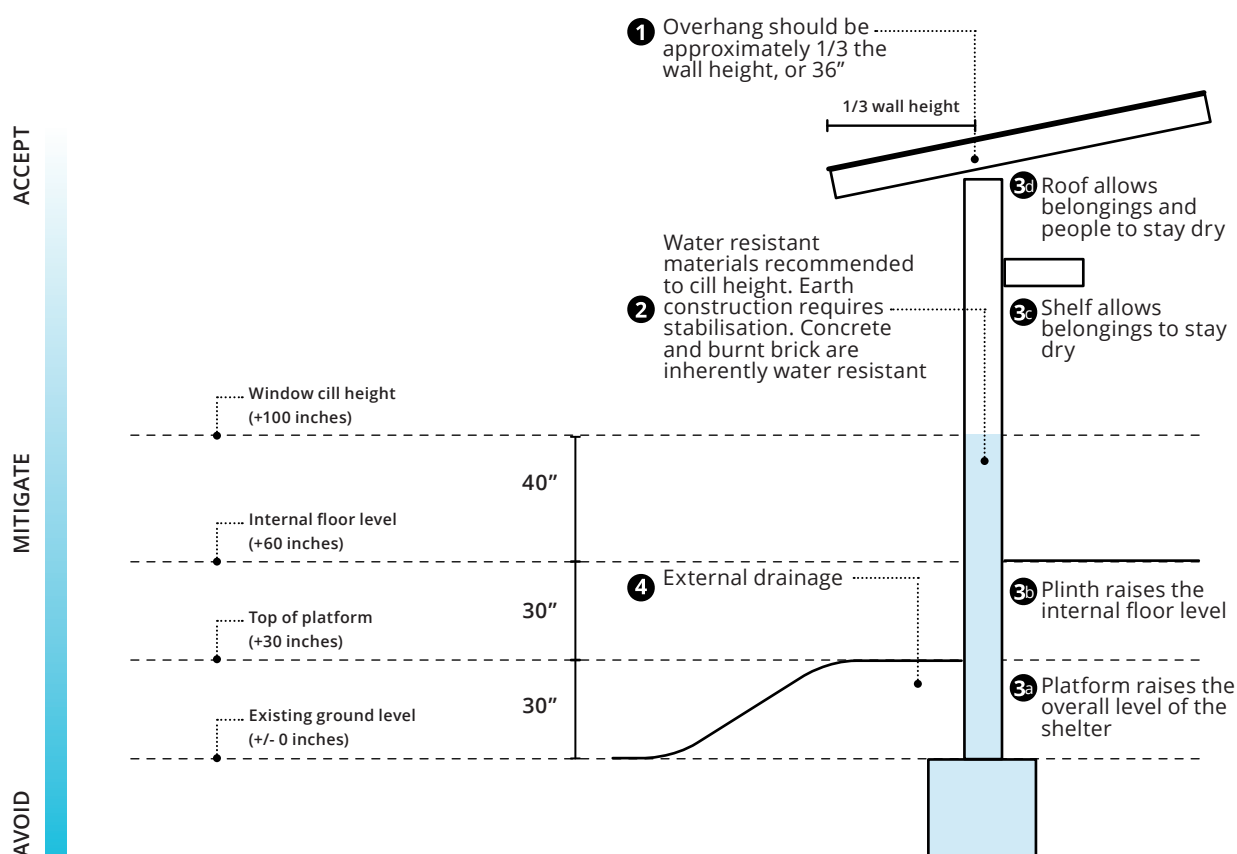 1 Overhang should be
approximately 1/3 the
wall height, or 36”
1/3 wall height
ACCEPT
3d Roof allows
belongings and
people to stay dry
Water resistant
materials recommended
to cill height. Earth
2 construction requires
stabilisation. Concrete
and burnt brick are
inherently water resistant
3c Shelf allows
belongings to stay
dry
Window cill height
(+100 inches)
MITIGATE
40”
Internal floor level
(+60 inches)
4 External drainage
3b Plinth raises the
internal floor level
Top of platform
(+30 inches)
30”
3a Platform raises the
overall level of the
shelter
Existing ground level
(+/- 0 inches)
30”
AVOID